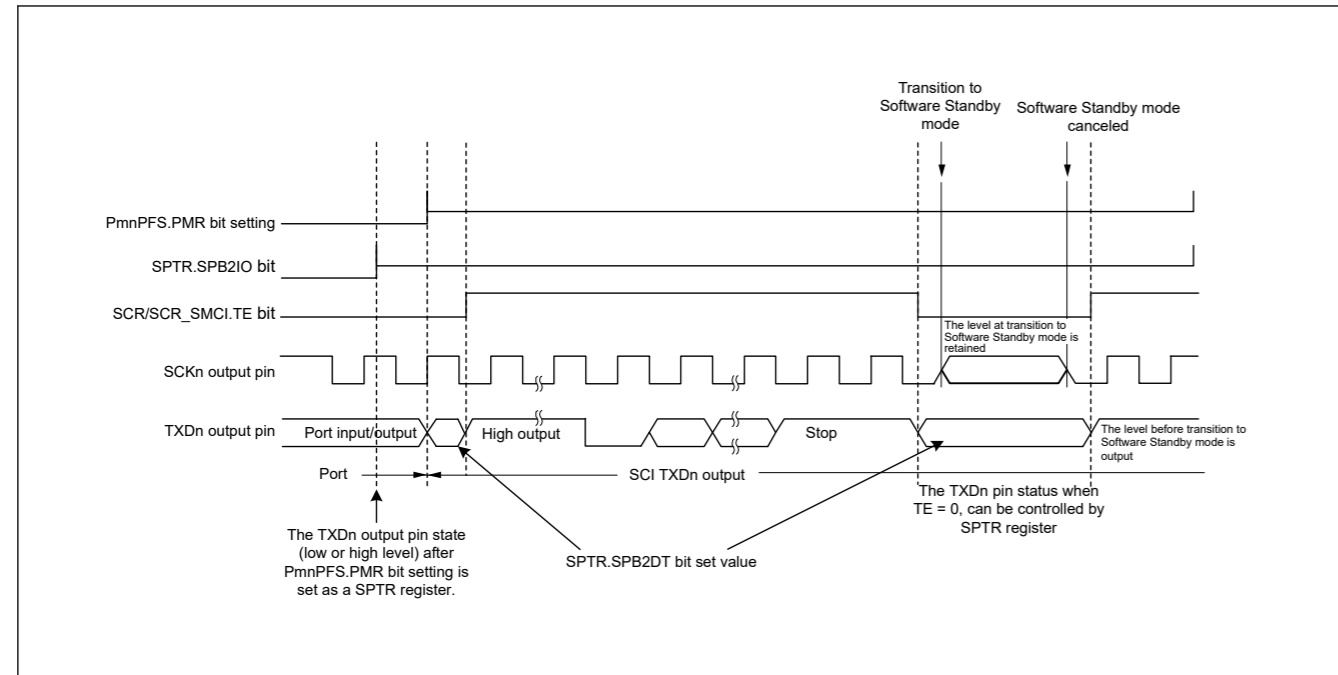 Transition to
Software Standby
mode
Software Standby mode
canceled
PmnPFS.PMR bit setting
SPTR.SPB2IO bit
SCR/SCR_SMCI.TE bit
The level at transition to
Software Standby mode is
retained
SCKn output pin
TXDn output pin
Port input/output
High output
Stop
The level before transition to
Software Standby mode is
output
Port
SCI TXDn output
The TXDn output pin state
(low or high level) after
PmnPFS.PMR bit setting is
set as a SPTR register.
SPTR.SPB2DT bit set value
The TXDn pin status when
TE = 0, can be controlled by
SPTR register